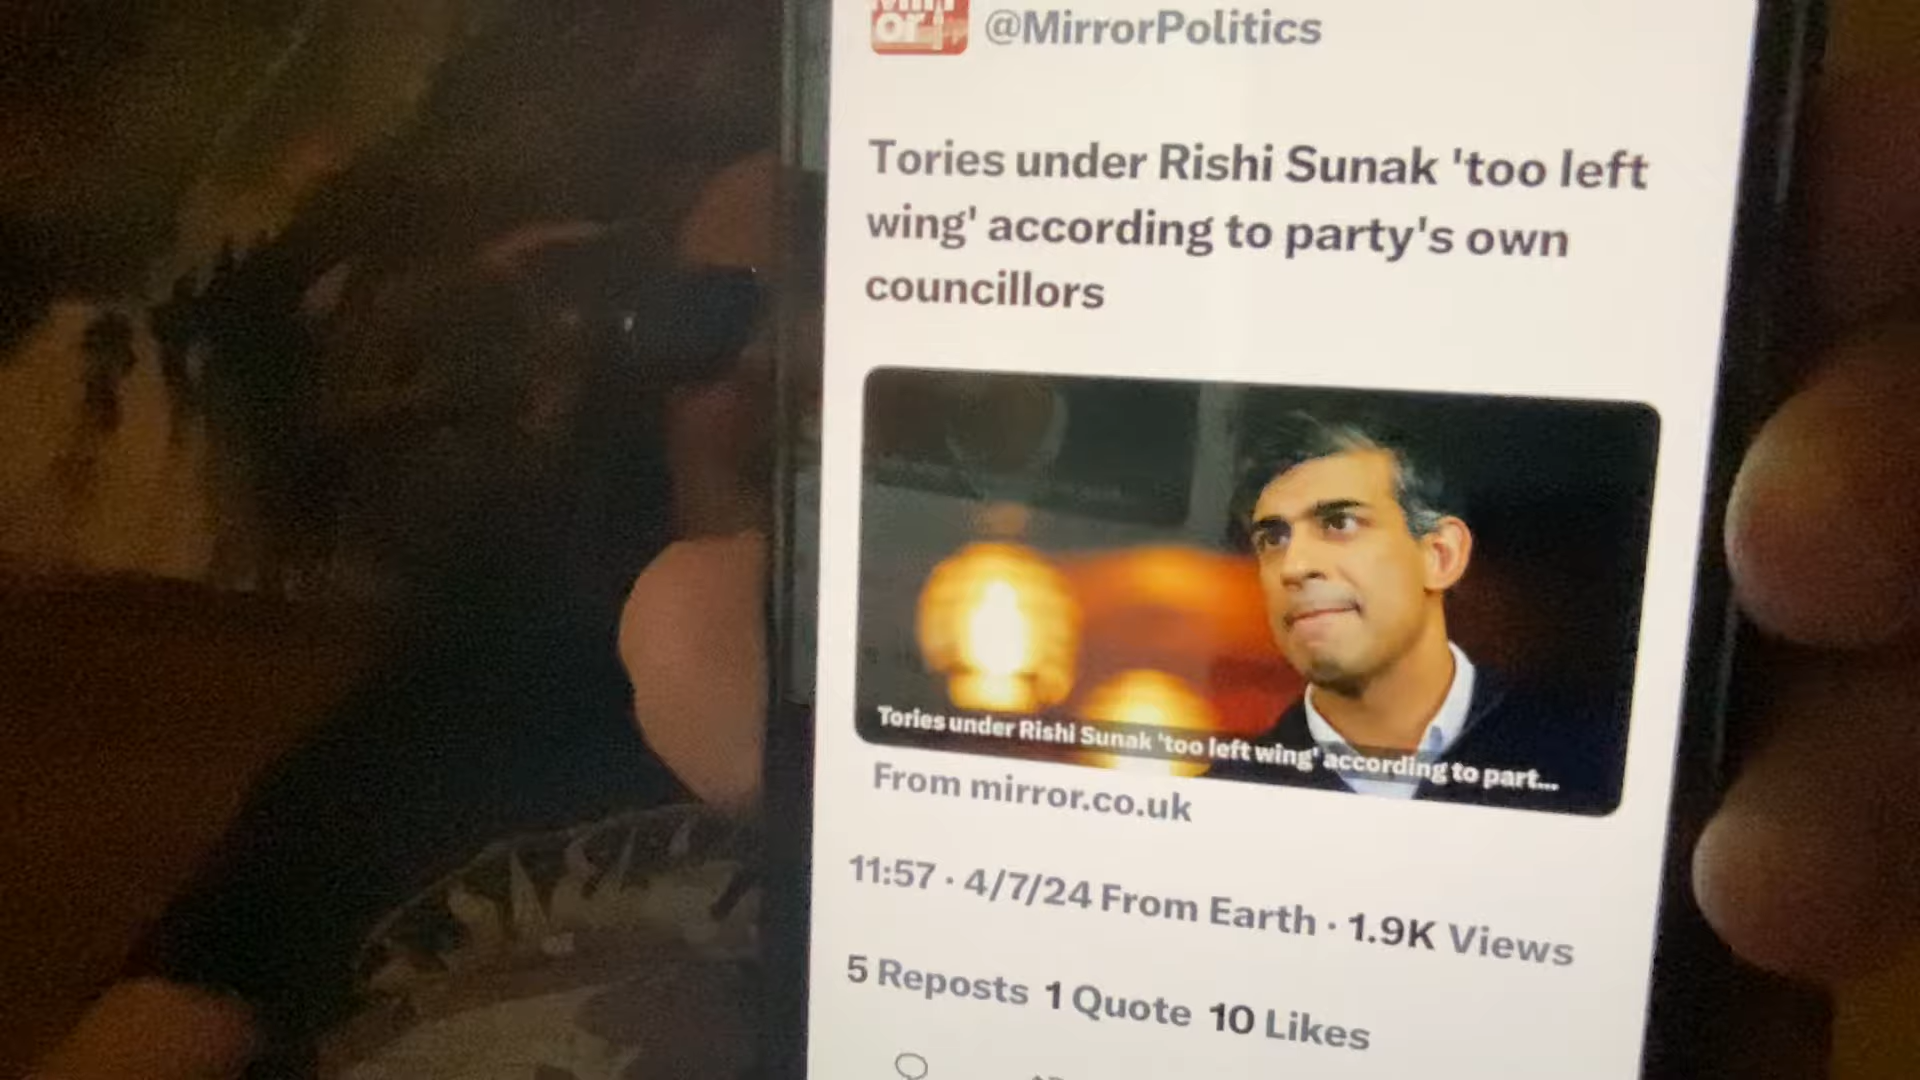 @MirrorPolitics
Tories under Rishi Sunak 'too left
wing' according to party's own
councillors
Tories under Rishi Sunak 'too left wing' according to part...
From mirror.co.uk
11:57 · 4/7/24 From Earth · 1.9K Views
5 Reposts 1 Quote 10 Likes